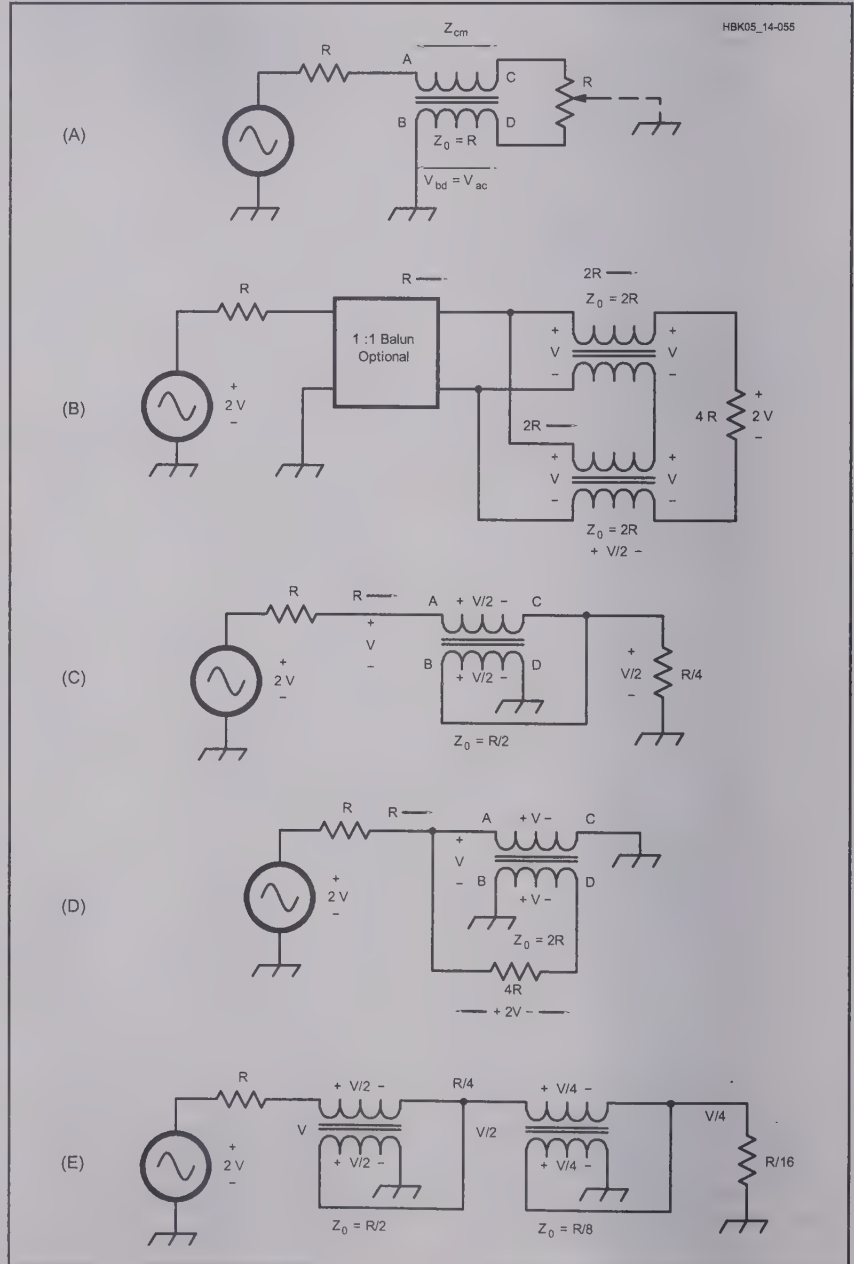 HBK05_14-055
(A)
R
Z_cm
A
C
R
B
D
Z_0 = R
V_bd = V_ac
(B)
R
R
1 :1 Balun
Optional
+
2 V
−
2R
Z_0 = 2R
+
V
−
+
V
−
2R
+
V
−
+
V
−
Z_0 = 2R
+ V/2 −
4 R
+
2 V
−
(C)
R
R
+
2 V
−
+
V
−
A + V/2 − C
B
+ V/2 −
D
Z_0 = R/2
+
V/2
−
R/4
(D)
R
R
+
2 V
−
+
V
−
A + V − C
B
+ V −
D
Z_0 = 2R
4R
+ 2V −
(E)
R
+
2 V
−
+ V/2 −
V
+ V/2 −
Z_0 = R/2
R/4
V/2
+ V/4 −
+ V/4 −
Z_0 = R/8
V/4
R/16